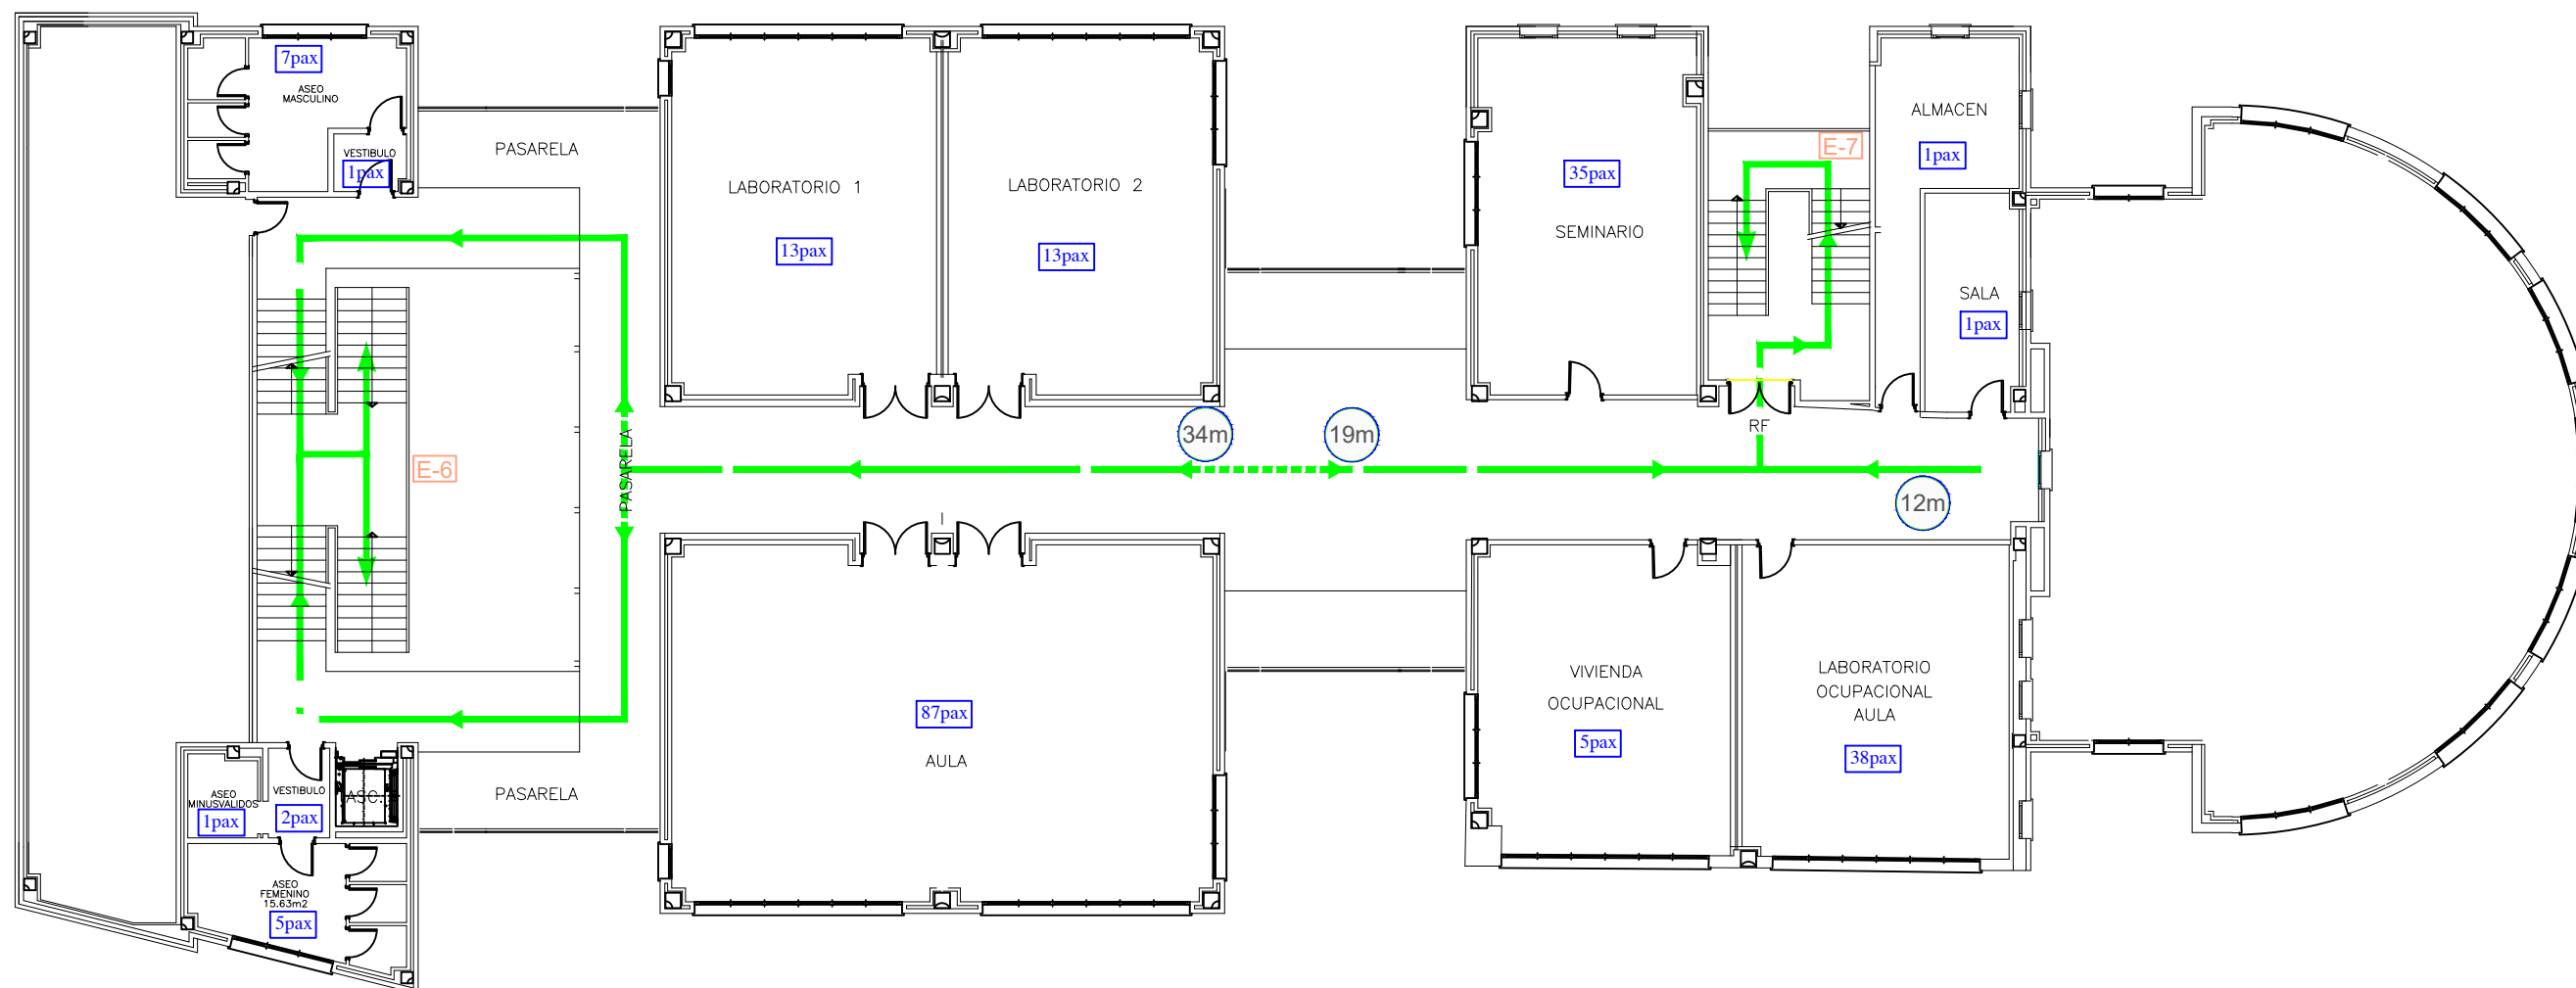 7pax
ASEO
MASCULINO
VESTIBULO
1pax
PASARELA
LABORATORIO 1
13pax
LABORATORIO 2
13pax
35pax
SEMINARIO
E-7
ALMACEN
1pax
SALA
1pax
E-6
PASARELA
34m
19m
RF
12m
ASEO
MINUSVALIDOS
1pax
VESTIBULO
2pax
ASC.
ASEO
FEMENINO
15.63m2
5pax
PASARELA
87pax
AULA
VIVIENDA
OCUPACIONAL
5pax
LABORATORIO
OCUPACIONAL
AULA
38pax